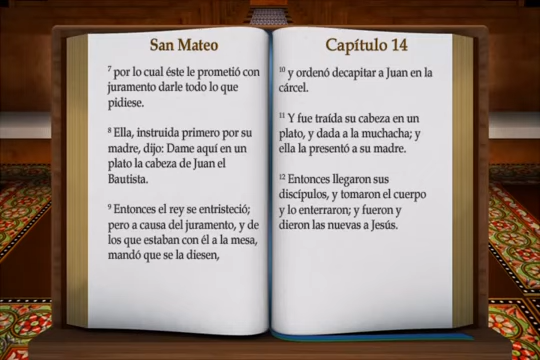 San Mateo
7 por lo cual éste le prometió con
juramento darle todo lo que
pidiese.
8 Ella, instruida primero por su
madre, dijo: Dame aquí en un
plato la cabeza de Juan el
Bautista.
9 Entonces el rey se entristeció;
pero a causa del juramento, y de
los que estaban con él a la mesa,
mandó que se la diesen,
Capítulo 14
10 y ordenó decapitar a Juan en la
cárcel.
11 Y fue traída su cabeza en un
plato, y dada a la muchacha; y
ella la presentó a su madre.
12 Entonces llegaron sus
discípulos, y tomaron el cuerpo
y lo enterraron; y fueron y
dieron las nuevas a Jesús.